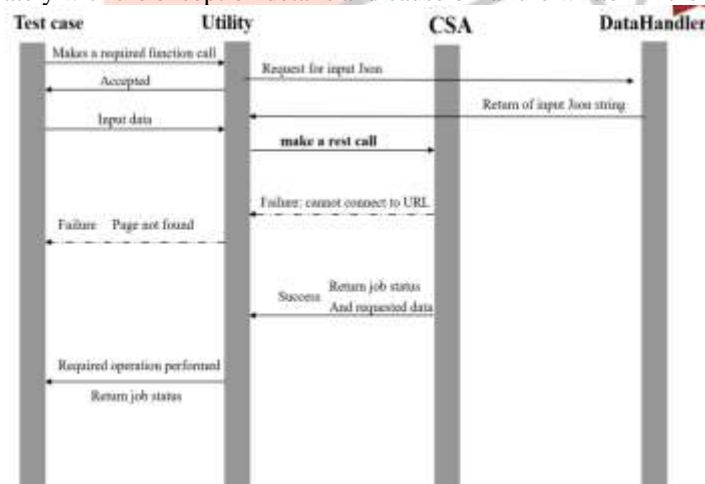 Test case Utility CSA DataHandler
Makes a required function call
Request for input Json
Accepted
Return of input Json string
Input data
make a rest call
Failure: cannot connect to URL
Failure Page not found
Return job status
Success
And requested data
Required operation performed
Return job status